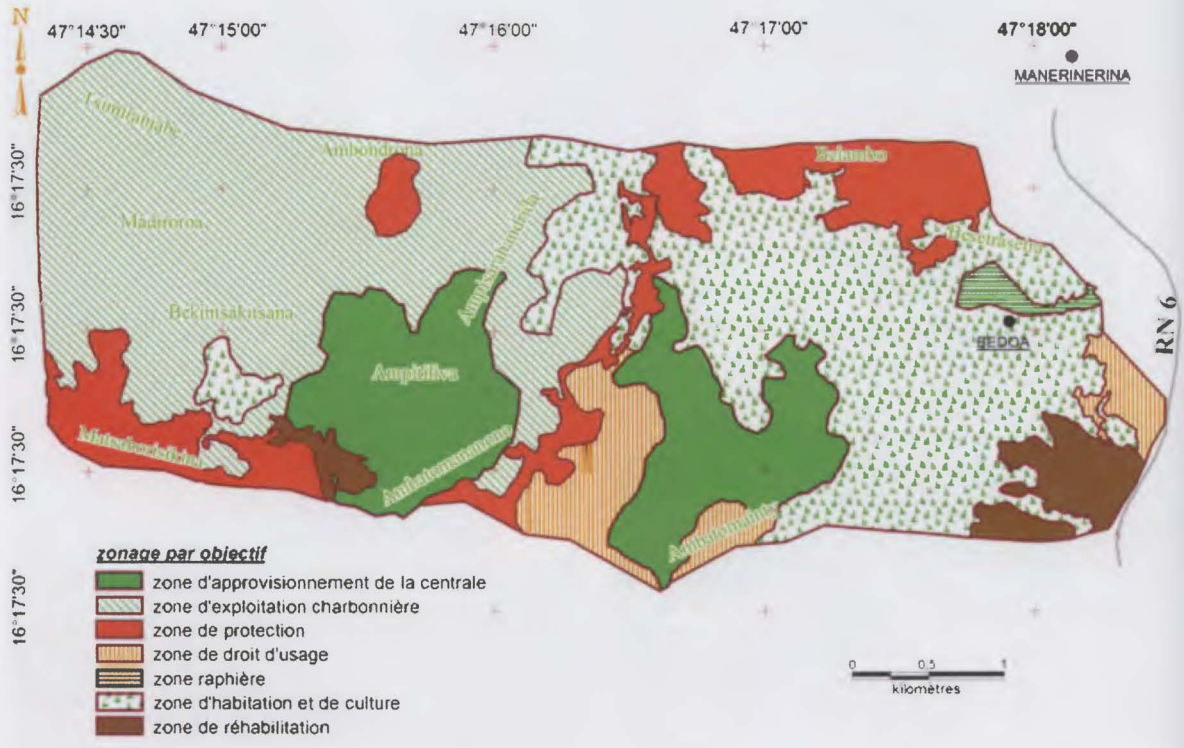 N
47°14'30" 47°15'00" 47°16'00" 47°17'00" 47°18'00"
MANERINERINA
16°17'30"
16°17'30"
16°17'30"
16°17'30"
Ambondrona
Belambo
Bekimsakitsana
BEDOA
RN 6
Ampitiliva
zonage par objectif
zone d'approvisionnement de la centrale
zone d'exploitation charbonnière
zone de protection
zone de droit d'usage
zone raphière
zone d'habitation et de culture
zone de réhabilitation
0 0,5 1
kilomètres